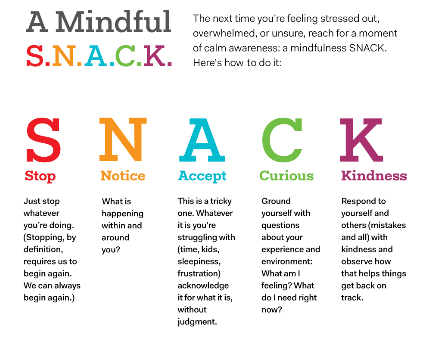 A Mindful
S.N.A.C.K.
The next time you're feeling stressed out,
overwhelmed, or unsure, reach for a moment
of calm awareness: a mindfulness SNACK.
Here's how to do it:
S
Stop
Just stop
whatever
you're doing.
(Stopping, by
definition,
requires us to
begin again.
We can always
begin again.)
N
Notice
What is
happening
within and
around
you?
A
Accept
This is a tricky
one. Whatever
it is you're
struggling with
(time, kids,
sleepiness,
frustration)
acknowledge
it for what it is,
without
judgment.
C
Curious
Ground
yourself with
questions
about your
experience and
environment:
What am I
feeling? What
do I need right
now?
K
Kindness
Respond to
yourself and
others (mistakes
and all) with
kindness and
observe how
that helps things
get back on
track.